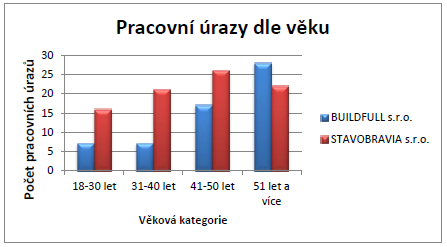 Pracovní úrazy dle věku
Počet pracovních úrazů
30
25
20
15
10
5
0
18-30 let
31-40 let
41-50 let
51 let a
více
Věková kategorie
BUILDFULL s.r.o.
STAVOBRAVIA s.r.o.